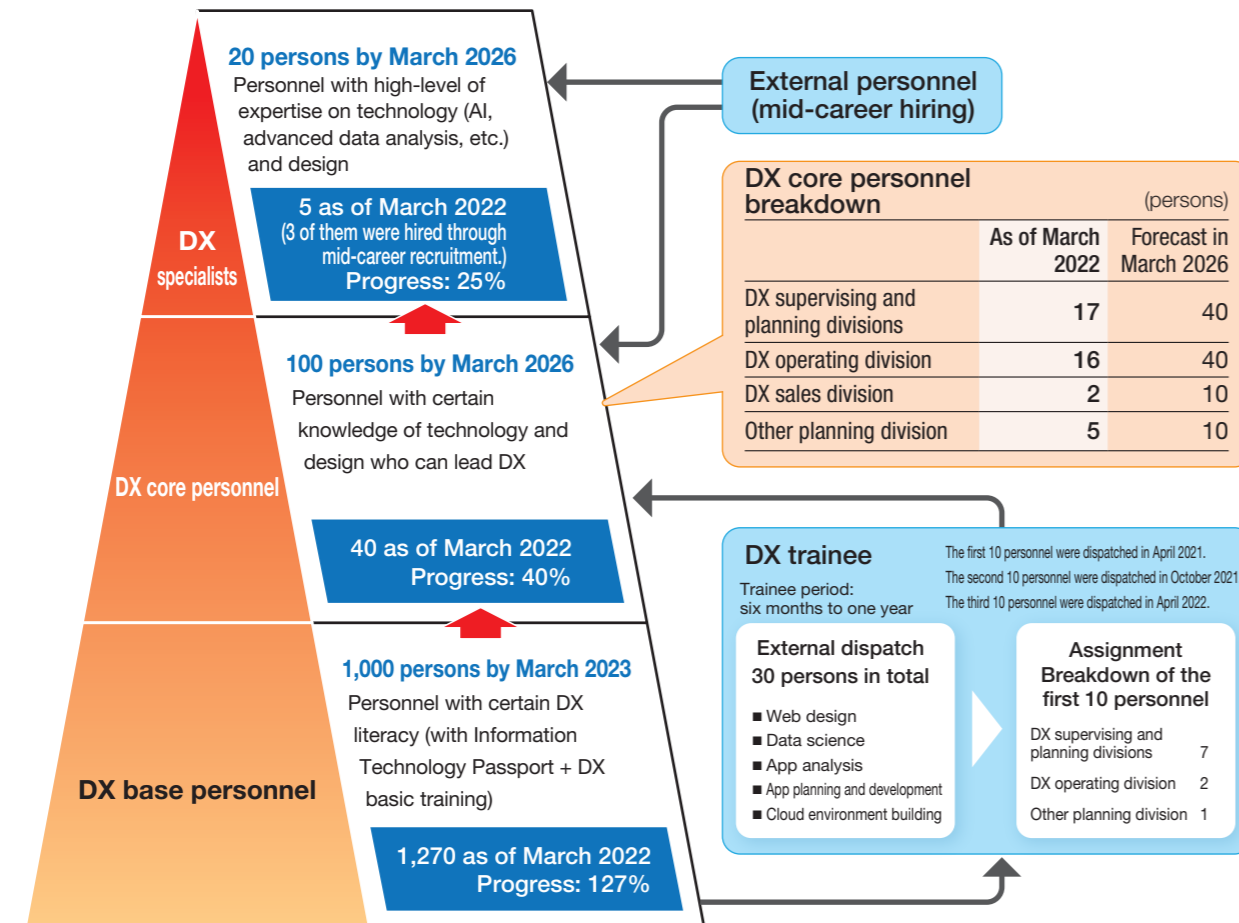 20 persons by March 2026
Personnel with high-level of
expertise on technology (AI,
advanced data analysis, etc.)
and design
5 as of March 2022
(3 of them were hired through
mid-career recruitment.)
Progress: 25%
DX
specialists
External personnel
(mid-career hiring)
DX core personnel
breakdown
(persons)
As of March
2022
Forecast in
March 2026
DX supervising and
planning divisions 17 40
DX operating division 16 40
DX sales division 2 10
Other planning division 5 10
100 persons by March 2026
Personnel with certain
knowledge of technology and
design who can lead DX
DX core personnel
40 as of March 2022
Progress: 40%
DX trainee
Trainee period:
six months to one year
The first 10 personnel were dispatched in April 2021.
The second 10 personnel were dispatched in October 2021
The third 10 personnel were dispatched in April 2022.
External dispatch
30 persons in total
■ Web design
■ Data science
■ App analysis
■ App planning and development
■ Cloud environment building
Assignment
Breakdown of the
first 10 personnel
DX supervising and
planning divisions 7
DX operating division 2
Other planning division 1
1,000 persons by March 2023
Personnel with certain DX
literacy (with Information
Technology Passport + DX
basic training)
DX base personnel
1,270 as of March 2022
Progress: 127%